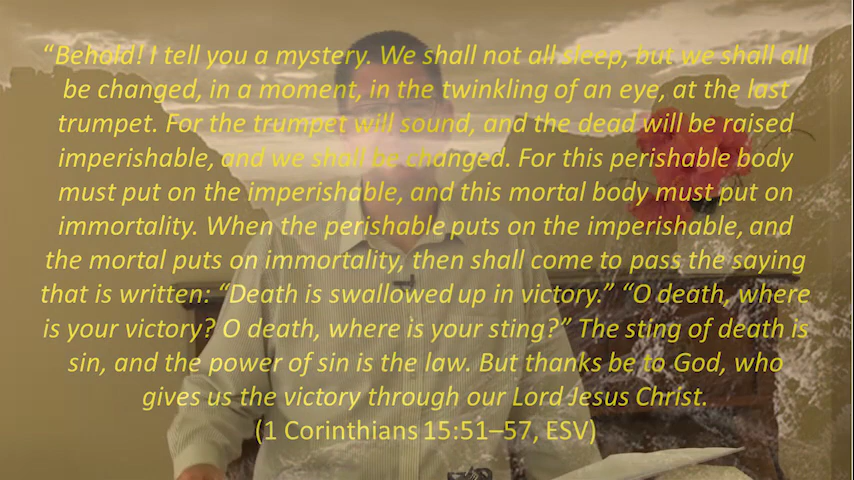 “Behold! I tell you a mystery. We shall not all sleep, but we shall all
be changed, in a moment, in the twinkling of an eye, at the last
trumpet. For the trumpet will sound, and the dead will be raised
imperishable, and we shall be changed. For this perishable body
must put on the imperishable, and this mortal body must put on
immortality. When the perishable puts on the imperishable, and
the mortal puts on immortality, then shall come to pass the saying
that is written: “Death is swallowed up in victory.” “O death, where
is your victory? O death, where is your sting?” The sting of death is
sin, and the power of sin is the law. But thanks be to God, who
gives us the victory through our Lord Jesus Christ.
(1 Corinthians 15:51–57, ESV)